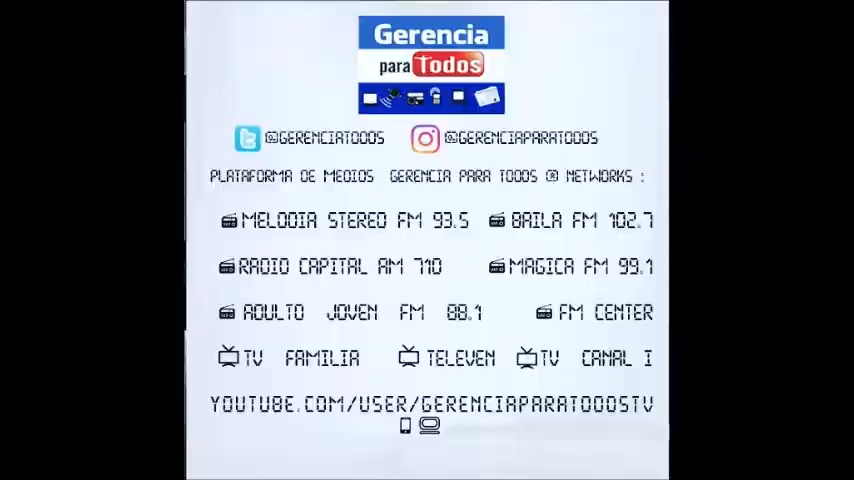 Gerencia
para Todos
@GERENCIATODOS @GERENCIAPARATODOS
PLATAFORMA DE MEDIOS GERENCIA PARA TODOS ® NETWORKS :
MELODIA STEREO FM 93.5 BAILA FM 102.7
RADIO CAPITAL AM 710 MAGICA FM 99.1
ADULTO JOVEN FM 88.1 FM CENTER
TV FAMILIA TELEVEN TV CANAL I
YOUTUBE.COM/USER/GERENCIAPARATODOSTV